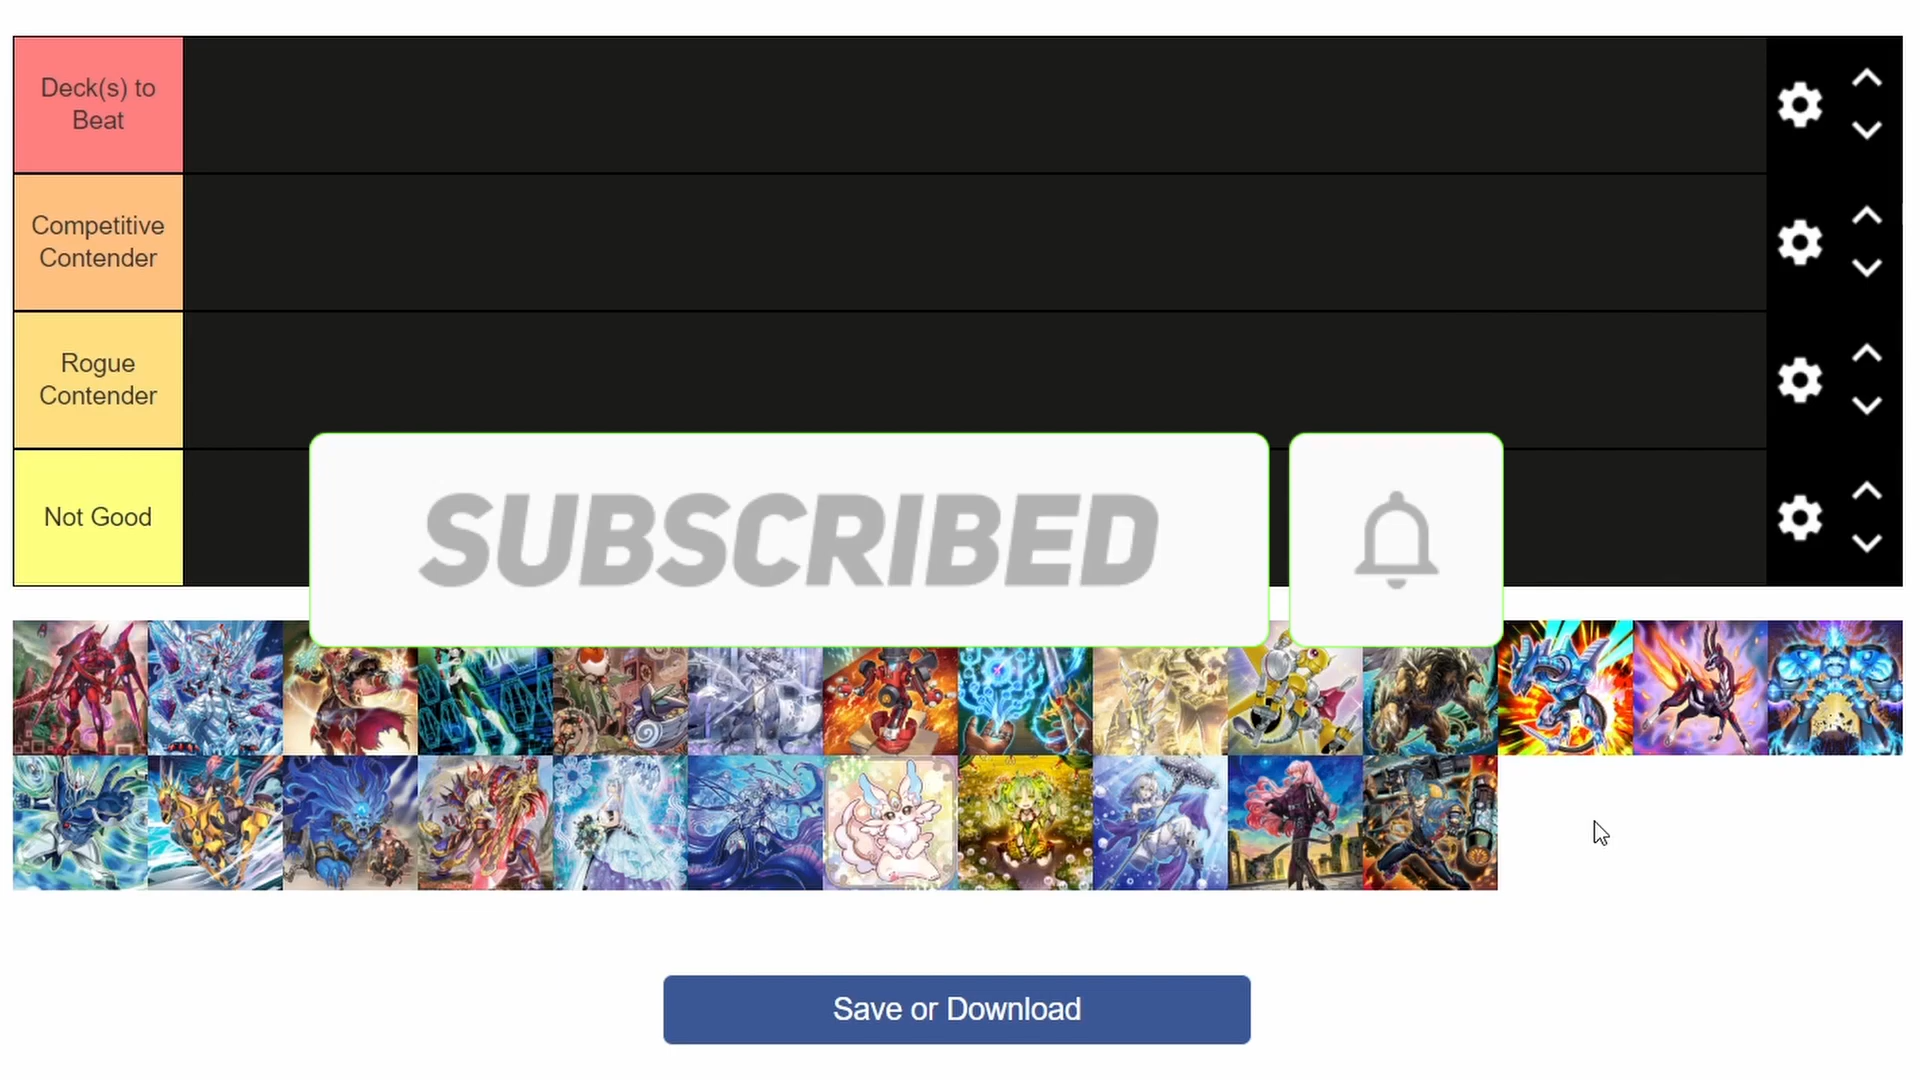 Deck(s) to
Beat
Competitive
Contender
Rogue
Contender
Not Good
SUBSCRIBED
Save or Download